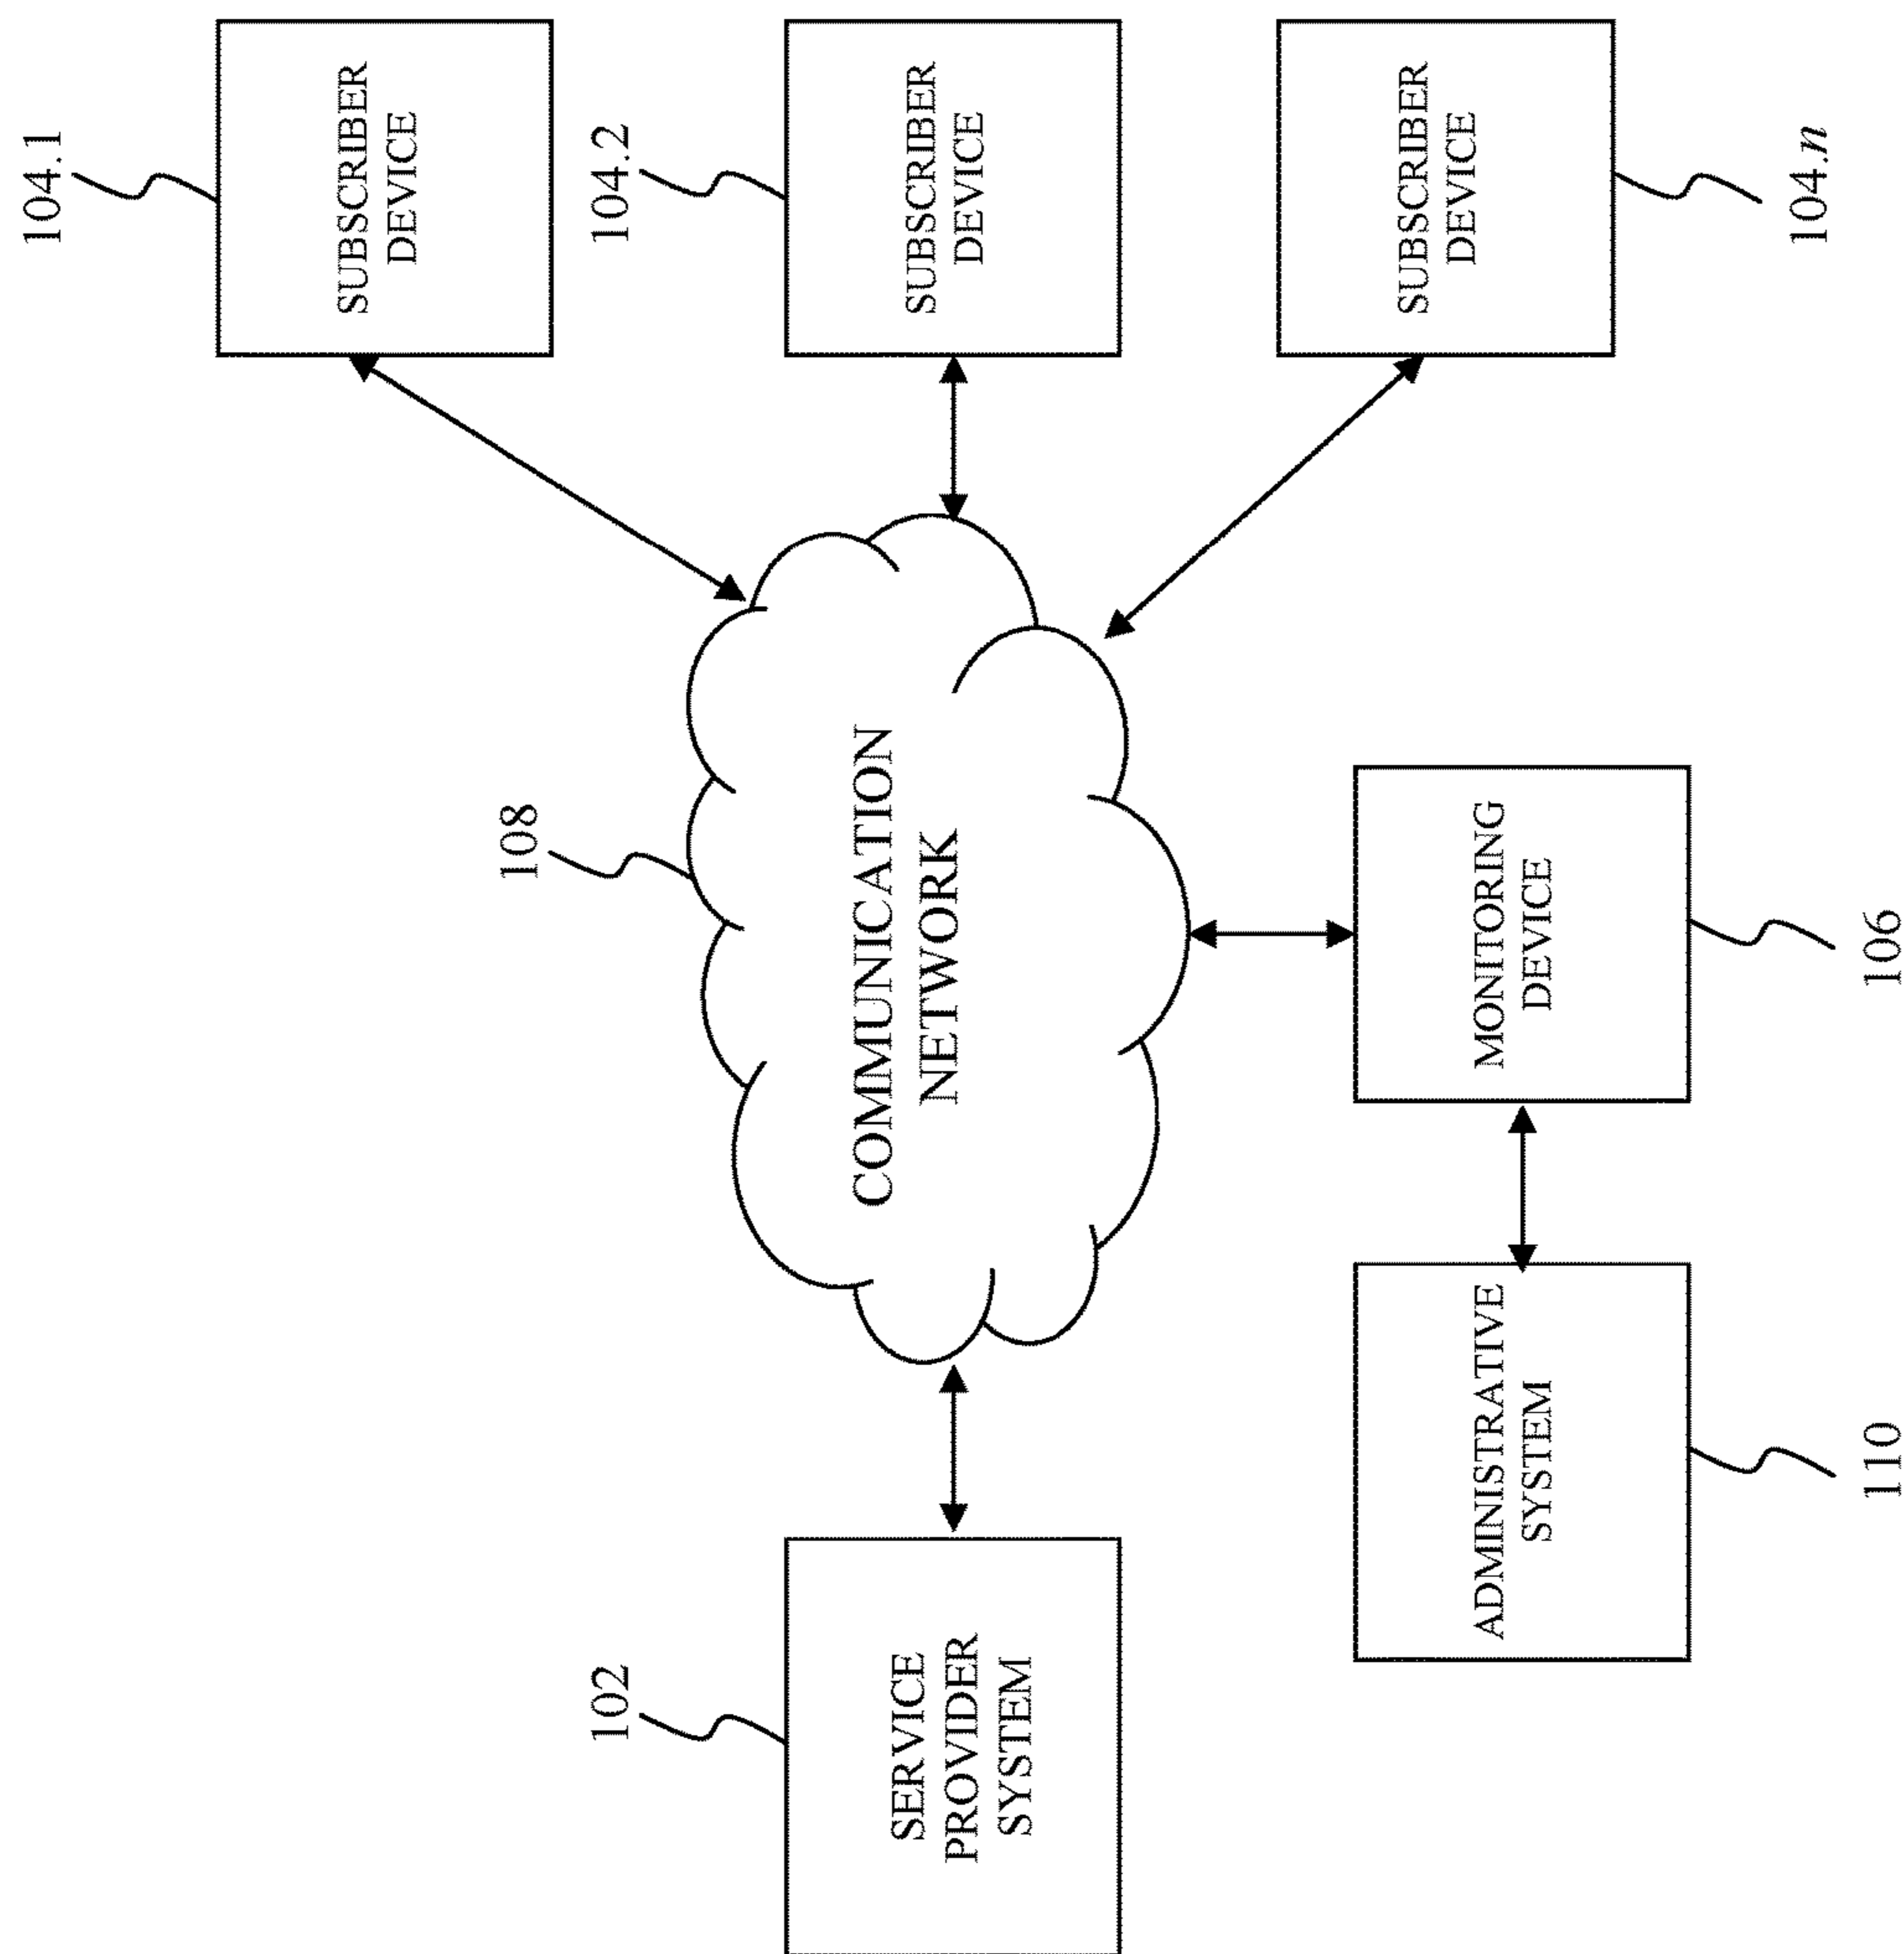 104.1
SUBSCRIBER
DEVICE
104.2
SUBSCRIBER
DEVICE
SUBSCRIBER
DEVICE
104.n
108
COMMUNICATION
NETWORK
102
SERVICE
PROVIDER
SYSTEM
MONITORING
DEVICE
106
ADMINISTRATIVE
SYSTEM
110